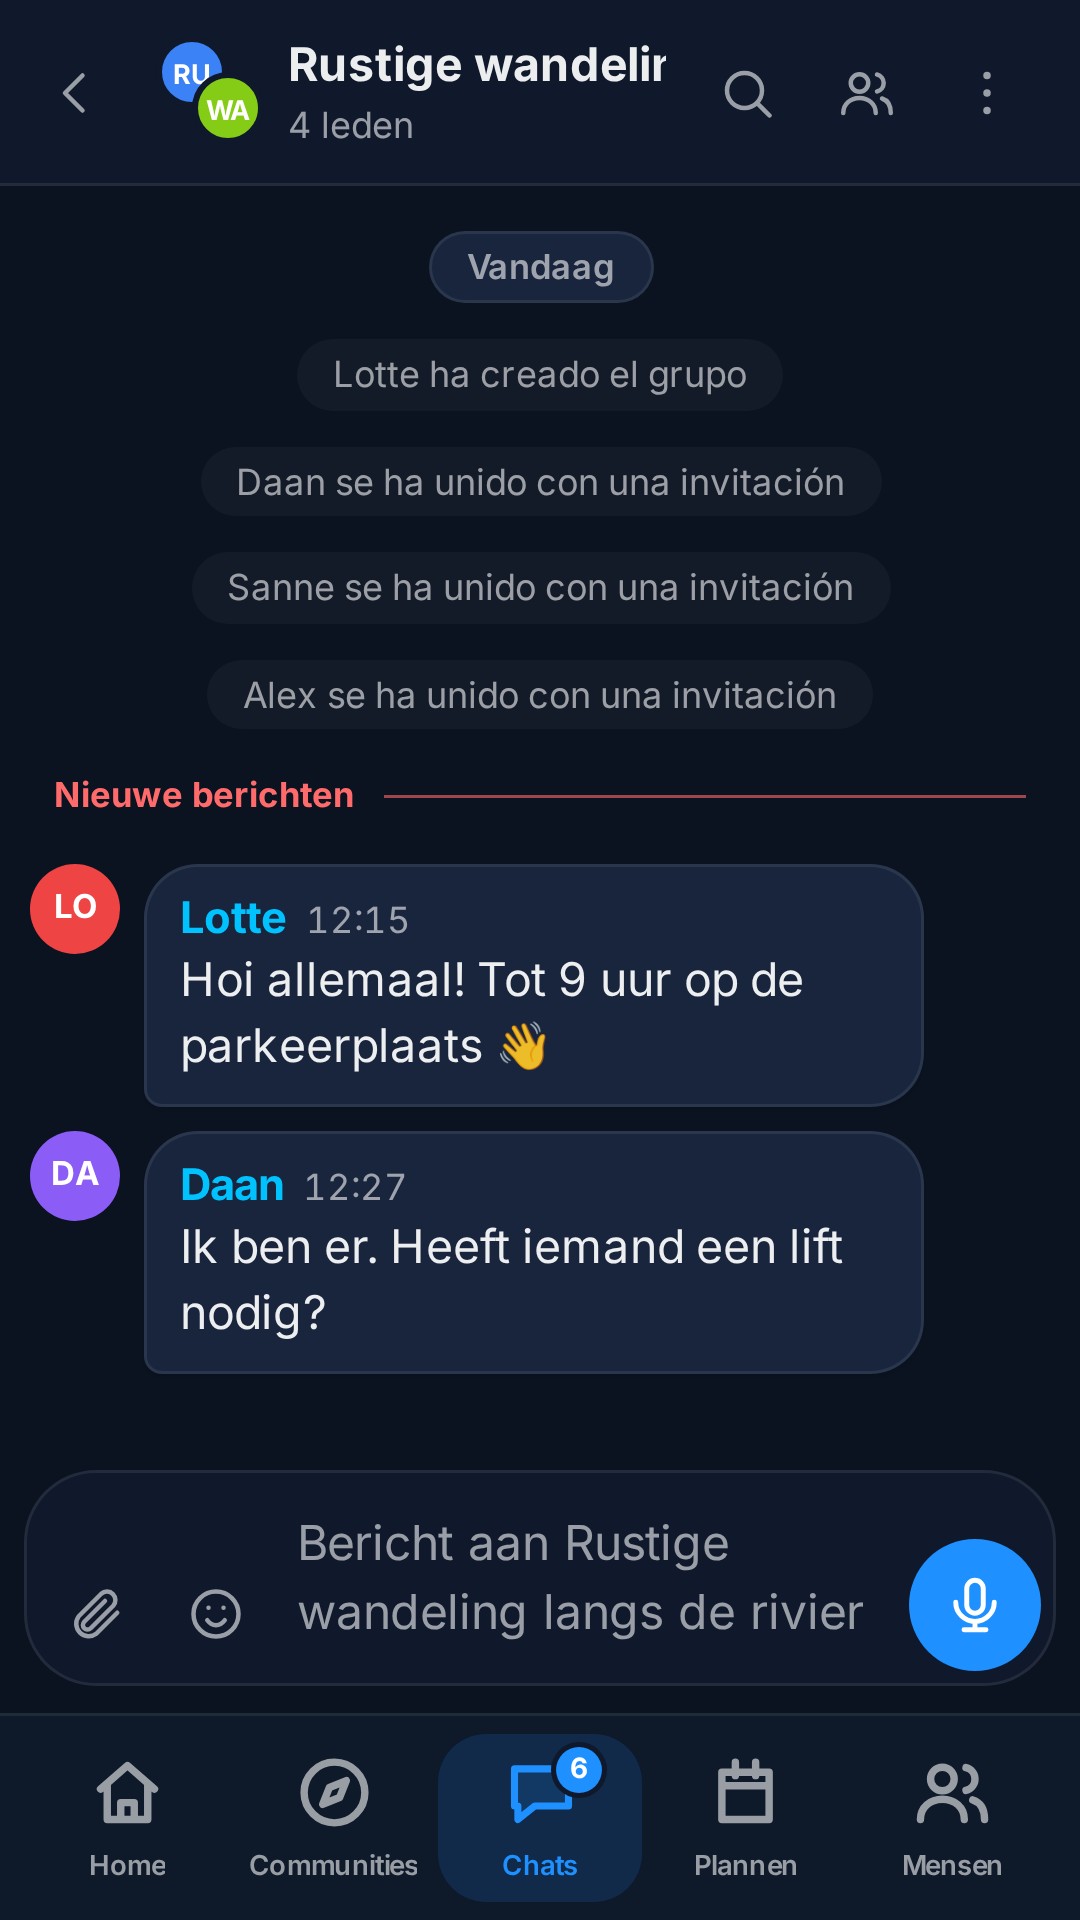 RU
WA
Rustige wandelin
4 leden
Vandaag
Lotte ha creado el grupo
Daan se ha unido con una invitación
Sanne se ha unido con una invitación
Alex se ha unido con una invitación
Nieuwe berichten
LO
Lotte 12:15
Hoi allemaal! Tot 9 uur op de
parkeerplaats 👋
DA
Daan 12:27
Ik ben er. Heeft iemand een lift
nodig?
Bericht aan Rustige
wandeling langs de rivier
6
Home
Communities
Chats
Plannen
Mensen